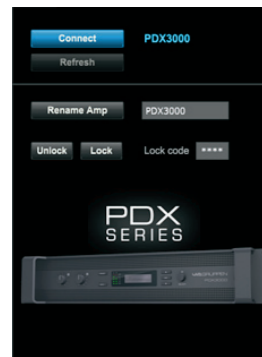 Connect PDX3000
Refresh
Rename Amp PDX3000
Unlock Lock Lock code ****
PDX
SERIES